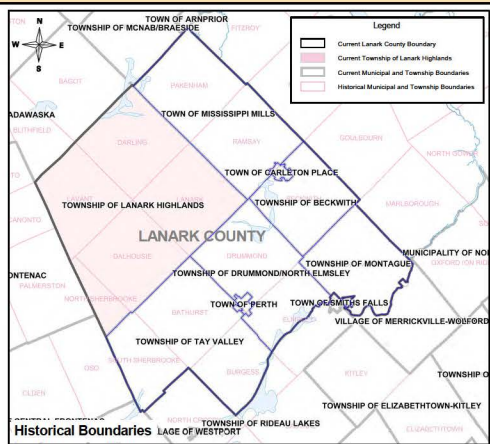 N
W E
S
TOWN OF ARNPRIOR
TOWNSHIP OF MCNAB/BRAESIDE
FITZROY
Legend
Current Lanark County Boundary
Current Township of Lanark Highlands
Current Municipal and Township Boundaries
Historical Municipal and Township Boundaries
BAGOT
PAKENHAM
ADAWASKA
BLITHFIELD
TOWN OF MISSISSIPPI MILLS
DARLING
RAMSAY
GOULBOURN
NORTH GOWE
TOWN OF CARLETON PLACE
LAVANT
LANARK
TOWNSHIP OF LANARK HIGHLANDS
TOWNSHIP OF BECKWITH
MARLBOROUGH
CANONTO
LANARK COUNTY
DALHOUSIE
DRUMMOND
MUNICIPALITY OF NO
TOWNSHIP OF MONTAGUE
OXFORD (ON RID
ONTENAC
TOWNSHIP OF DRUMMOND/NORTH ELMSLEY
PALMERSTON
NORTH SHERBROOKE
TOWN OF PERTH
TOWN OF SMITHS FALLS
BATHURST
VILLAGE OF MERRICKVILLE-WOLFORD
TOWNSHIP OF TAY VALLEY
SOUTH SHERBROOKE
OSO
BURGESS
KITLEY
TOWNSHIP O
TOWNSHIP OF ELIZABETHTOWN-KITLEY
TOWNSHIP OF RIDEAU LAKES
Historical Boundaries
LAGE OF WESTPORT
ELIZABETHTOWN